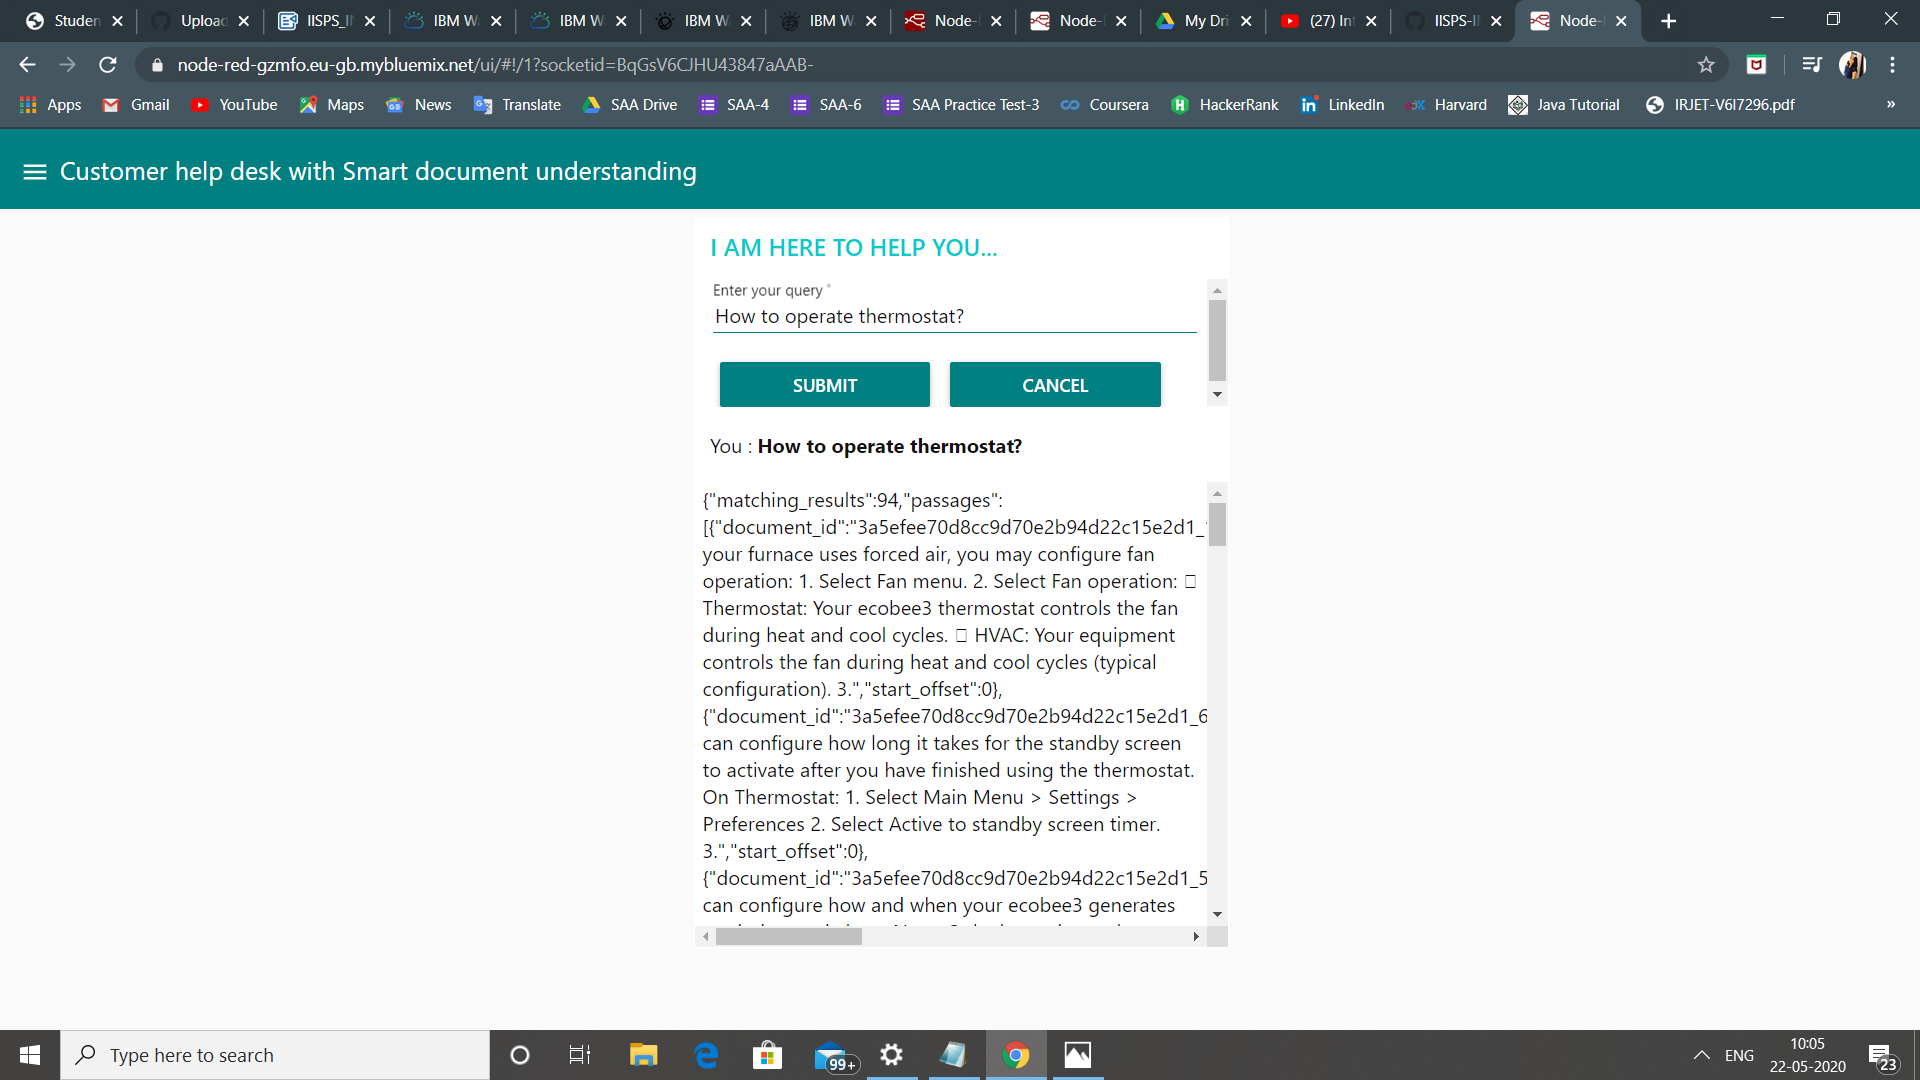 Studen
Upload
IISPS_I
IBM W
IBM W
IBM W
IBM W
Node-
Node-
My Dri
(27) In
IISPS-I
Node-
node-red-gzmfo.eu-gb.mybluemix.net/ui/#!/1?socketid=BqGsV6CJHU43847aAAB-
Apps Gmail YouTube Maps News Translate SAA Drive SAA-4 SAA-6 SAA Practice Test-3 Coursera HackerRank LinkedIn Harvard Java Tutorial IRJET-V6I7296.pdf »
Customer help desk with Smart document understanding
I AM HERE TO HELP YOU...
Enter your query *
How to operate thermostat?
SUBMIT CANCEL
You : How to operate thermostat?
{"matching_results":94,"passages":
[{"document_id":"3a5efee70d8cc9d70e2b94d22c15e2d1_
your furnace uses forced air, you may configure fan
operation: 1. Select Fan menu. 2. Select Fan operation: 
Thermostat: Your ecobee3 thermostat controls the fan
during heat and cool cycles.  HVAC: Your equipment
controls the fan during heat and cool cycles (typical
configuration). 3.","start_offset":0},
{"document_id":"3a5efee70d8cc9d70e2b94d22c15e2d1_6
can configure how long it takes for the standby screen
to activate after you have finished using the thermostat.
On Thermostat: 1. Select Main Menu > Settings >
Preferences 2. Select Active to standby screen timer.
3.","start_offset":0},
{"document_id":"3a5efee70d8cc9d70e2b94d22c15e2d1_5
can configure how and when your ecobee3 generates
Type here to search
99+
ENG
10:05
22-05-2020
23